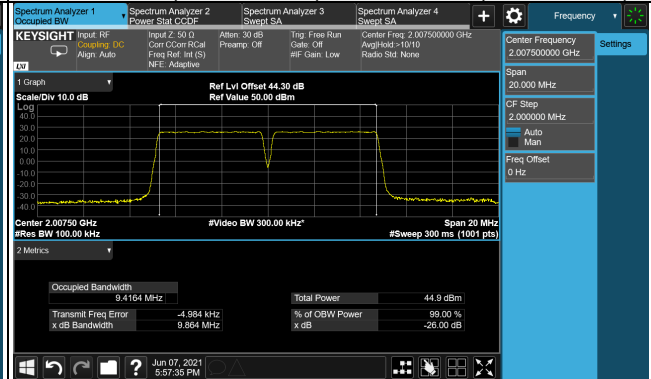 Spectrum Analyzer 1
Occupied BW
Spectrum Analyzer 2
Power Stat CCDF
Spectrum Analyzer 3
Swept SA
Spectrum Analyzer 4
Swept SA
Frequency
KEYSIGHT
Input: RF
Coupling: DC
Align: Auto
Input Z: 50 Ω
Corr CCorr RCal
Freq Ref: Int (S)
NFE: Adaptive
Atten: 30 dB
Preamp: Off
Trig: Free Run
Gate: Off
#IF Gain: Low
Center Freq: 2.007500000 GHz
Avg|Hold:>10/10
Radio Std: None
LXI
Center Frequency
2.007500000 GHz
Settings
Span
20.000 MHz
CF Step
2.000000 MHz
Auto
Man
Freq Offset
0 Hz
1 Graph
Scale/Div 10.0 dB
Ref Lvl Offset 44.30 dB
Ref Value 50.00 dBm
Log
40.0
30.0
20.0
10.0
0.00
-10.0
-20.0
-30.0
-40.0
Center 2.00750 GHz
#Video BW 300.00 kHz*
Span 20 MHz
#Res BW 100.00 kHz
#Sweep 300 ms (1001 pts)
2 Metrics
Occupied Bandwidth
9.4164 MHz
Total Power
44.9 dBm
Transmit Freq Error
-4.984 kHz
% of OBW Power
99.00 %
x dB Bandwidth
9.864 MHz
x dB
-26.00 dB
?
Jun 07, 2021
5:57:35 PM